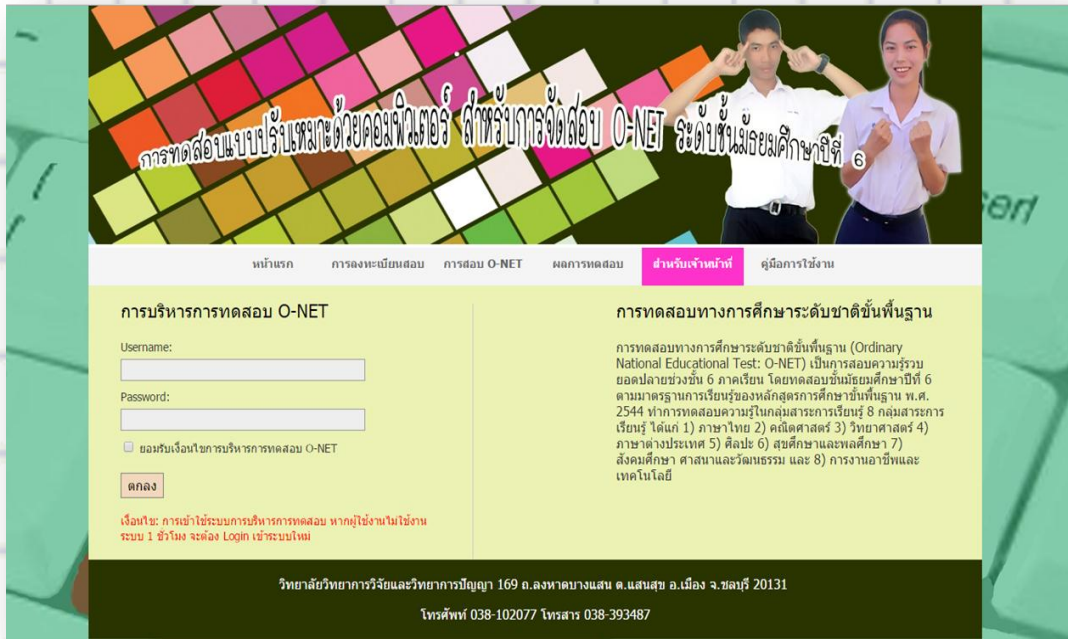 การทดสอบแบบปรับเหมาะด้วยคอมพิวเตอร์ สำหรับการจัดสอบ O-NET ระดับชั้นมัธยมศึกษาปีที่ 6
หน้าแรก การลงทะเบียนสอบ การสอบ O-NET ผลการทดสอบ สำหรับเจ้าหน้าที่ คู่มือการใช้งาน
การบริหารการทดสอบ O-NET
Username:
Password:
ยอมรับเงื่อนไขการบริหารการทดสอบ O-NET
ตกลง
เงื่อนไข: การเข้าใช้ระบบการบริหารการทดสอบ หากผู้ใช้งานไม่ใช้งาน
ระบบ 1 ชั่วโมง จะต้อง Login เข้าระบบใหม่
การทดสอบทางการศึกษาระดับชาติขั้นพื้นฐาน
การทดสอบทางการศึกษาระดับชาติขั้นพื้นฐาน (Ordinary
National Educational Test: O-NET) เป็นการสอบความรู้รวบ
ยอดปลายช่วงชั้น 6 ภาคเรียน โดยทดสอบชั้นมัธยมศึกษาปีที่ 6
ตามมาตรฐานการเรียนรู้ของหลักสูตรการศึกษาขั้นพื้นฐาน พ.ศ.
2544 ทำการทดสอบความรู้ในกลุ่มสาระการเรียนรู้ 8 กลุ่มสาระการ
เรียนรู้ ได้แก่ 1) ภาษาไทย 2) คณิตศาสตร์ 3) วิทยาศาสตร์ 4)
ภาษาต่างประเทศ 5) ศิลปะ 6) สุขศึกษาและพลศึกษา 7)
สังคมศึกษา ศาสนาและวัฒนธรรม และ 8) การงานอาชีพและ
เทคโนโลยี
วิทยาลัยวิทยาการวิจัยและวิทยาการปัญญา 169 ถ.ลงหาดบางแสน ต.แสนสุข อ.เมือง จ.ชลบุรี 20131
โทรศัพท์ 038-102077 โทรสาร 038-393487